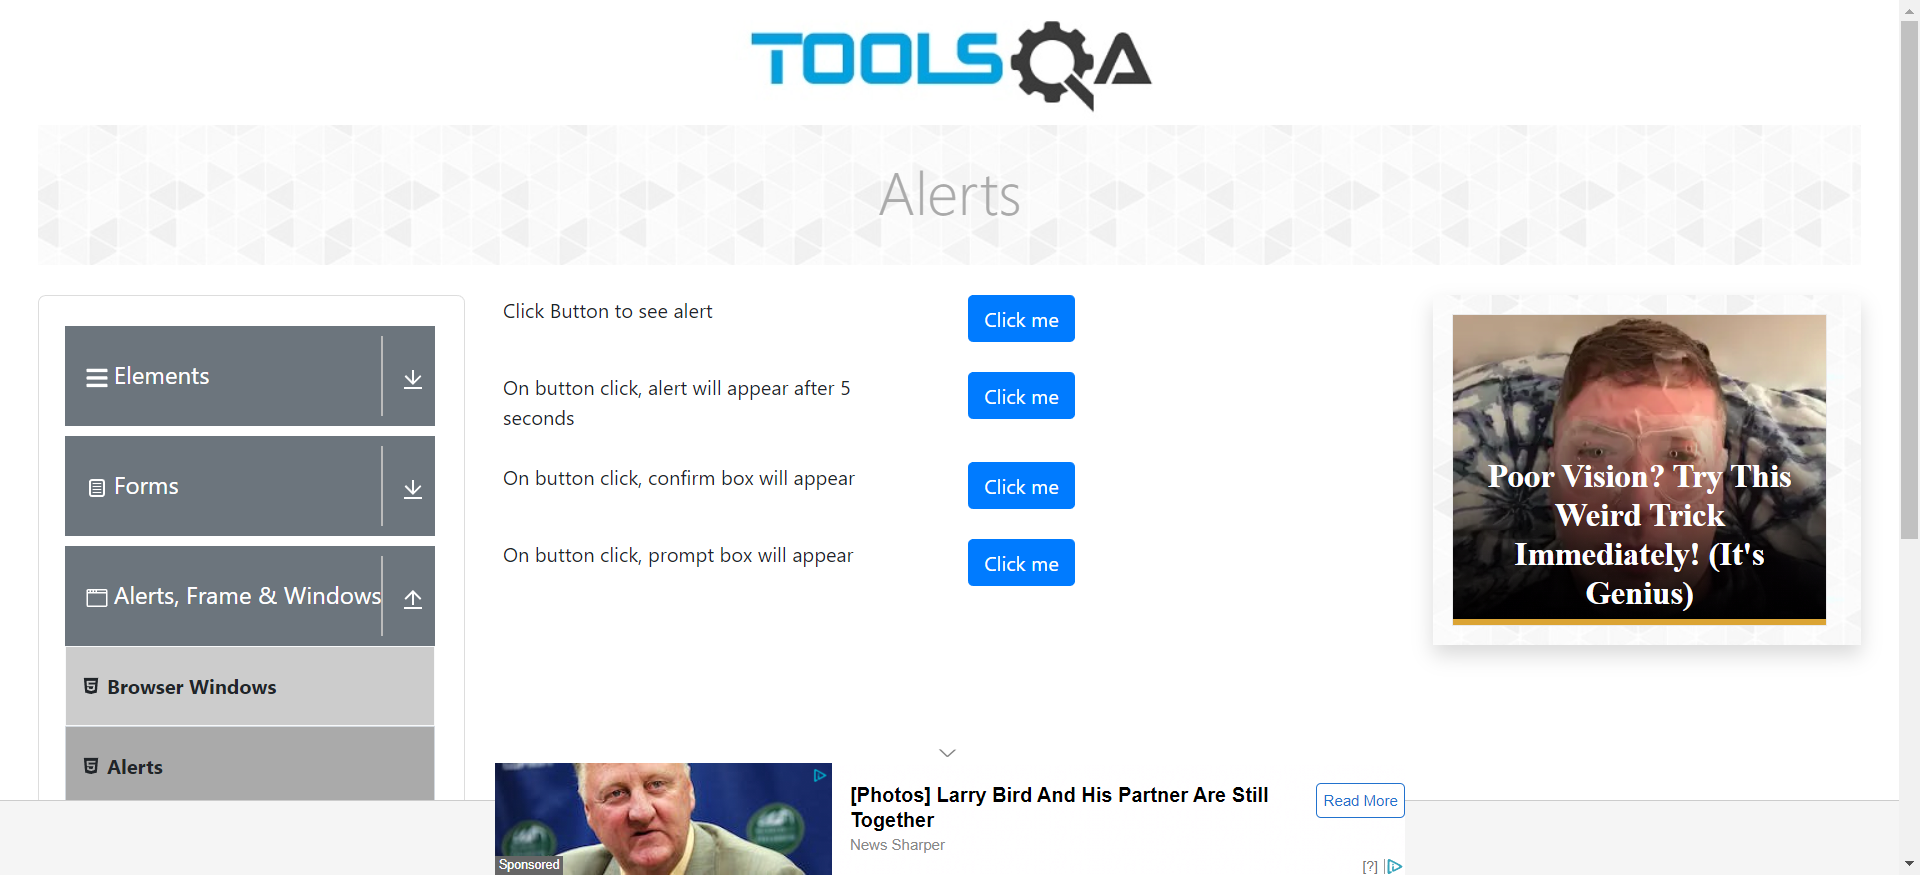 TOOLSQA
Alerts
Elements
Forms
Alerts, Frame & Windows
Browser Windows
Alerts
Click Button to see alert
Click me
On button click, alert will appear after 5
seconds
Click me
On button click, confirm box will appear
Click me
On button click, prompt box will appear
Click me
Poor Vision? Try This
Weird Trick
Immediately! (It's
Genius)
Sponsored
[Photos] Larry Bird And His Partner Are Still
Together
News Sharper
Read More
[?]